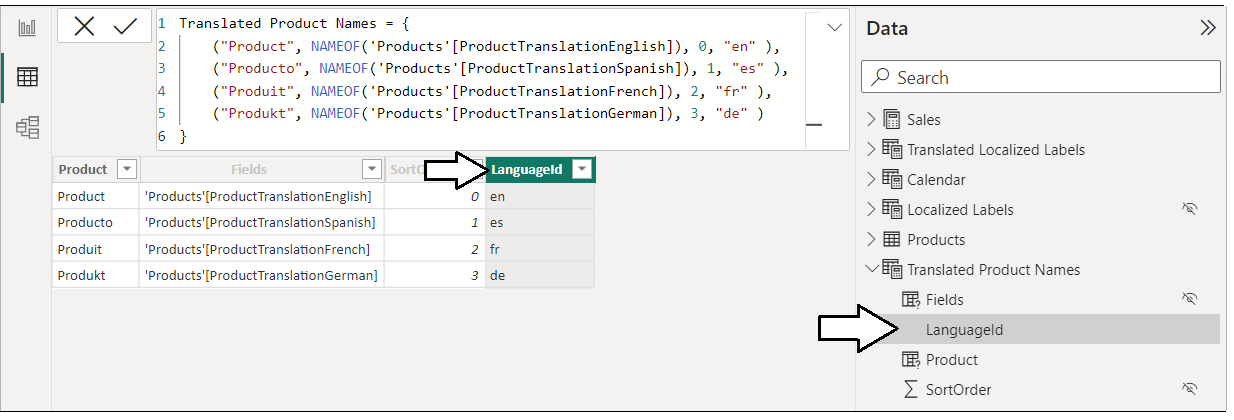 1 Translated Product Names = {
2 ("Product", NAMEOF('Products'[ProductTranslationEnglish]), 0, "en" ),
3 ("Producto", NAMEOF('Products'[ProductTranslationSpanish]), 1, "es" ),
4 ("Produit", NAMEOF('Products'[ProductTranslationFrench]), 2, "fr" ),
5 ("Produkt", NAMEOF('Products'[ProductTranslationGerman]), 3, "de" )
6 }
Product Fields LanguageId
Product 'Products'[ProductTranslationEnglish] 0 en
Producto 'Products'[ProductTranslationSpanish] 1 es
Produit 'Products'[ProductTranslationFrench] 2 fr
Produkt 'Products'[ProductTranslationGerman] 3 de
Data
Search
Sales
Translated Localized Labels
Calendar
Localized Labels
Products
Translated Product Names
Fields
LanguageId
Product
SortOrder